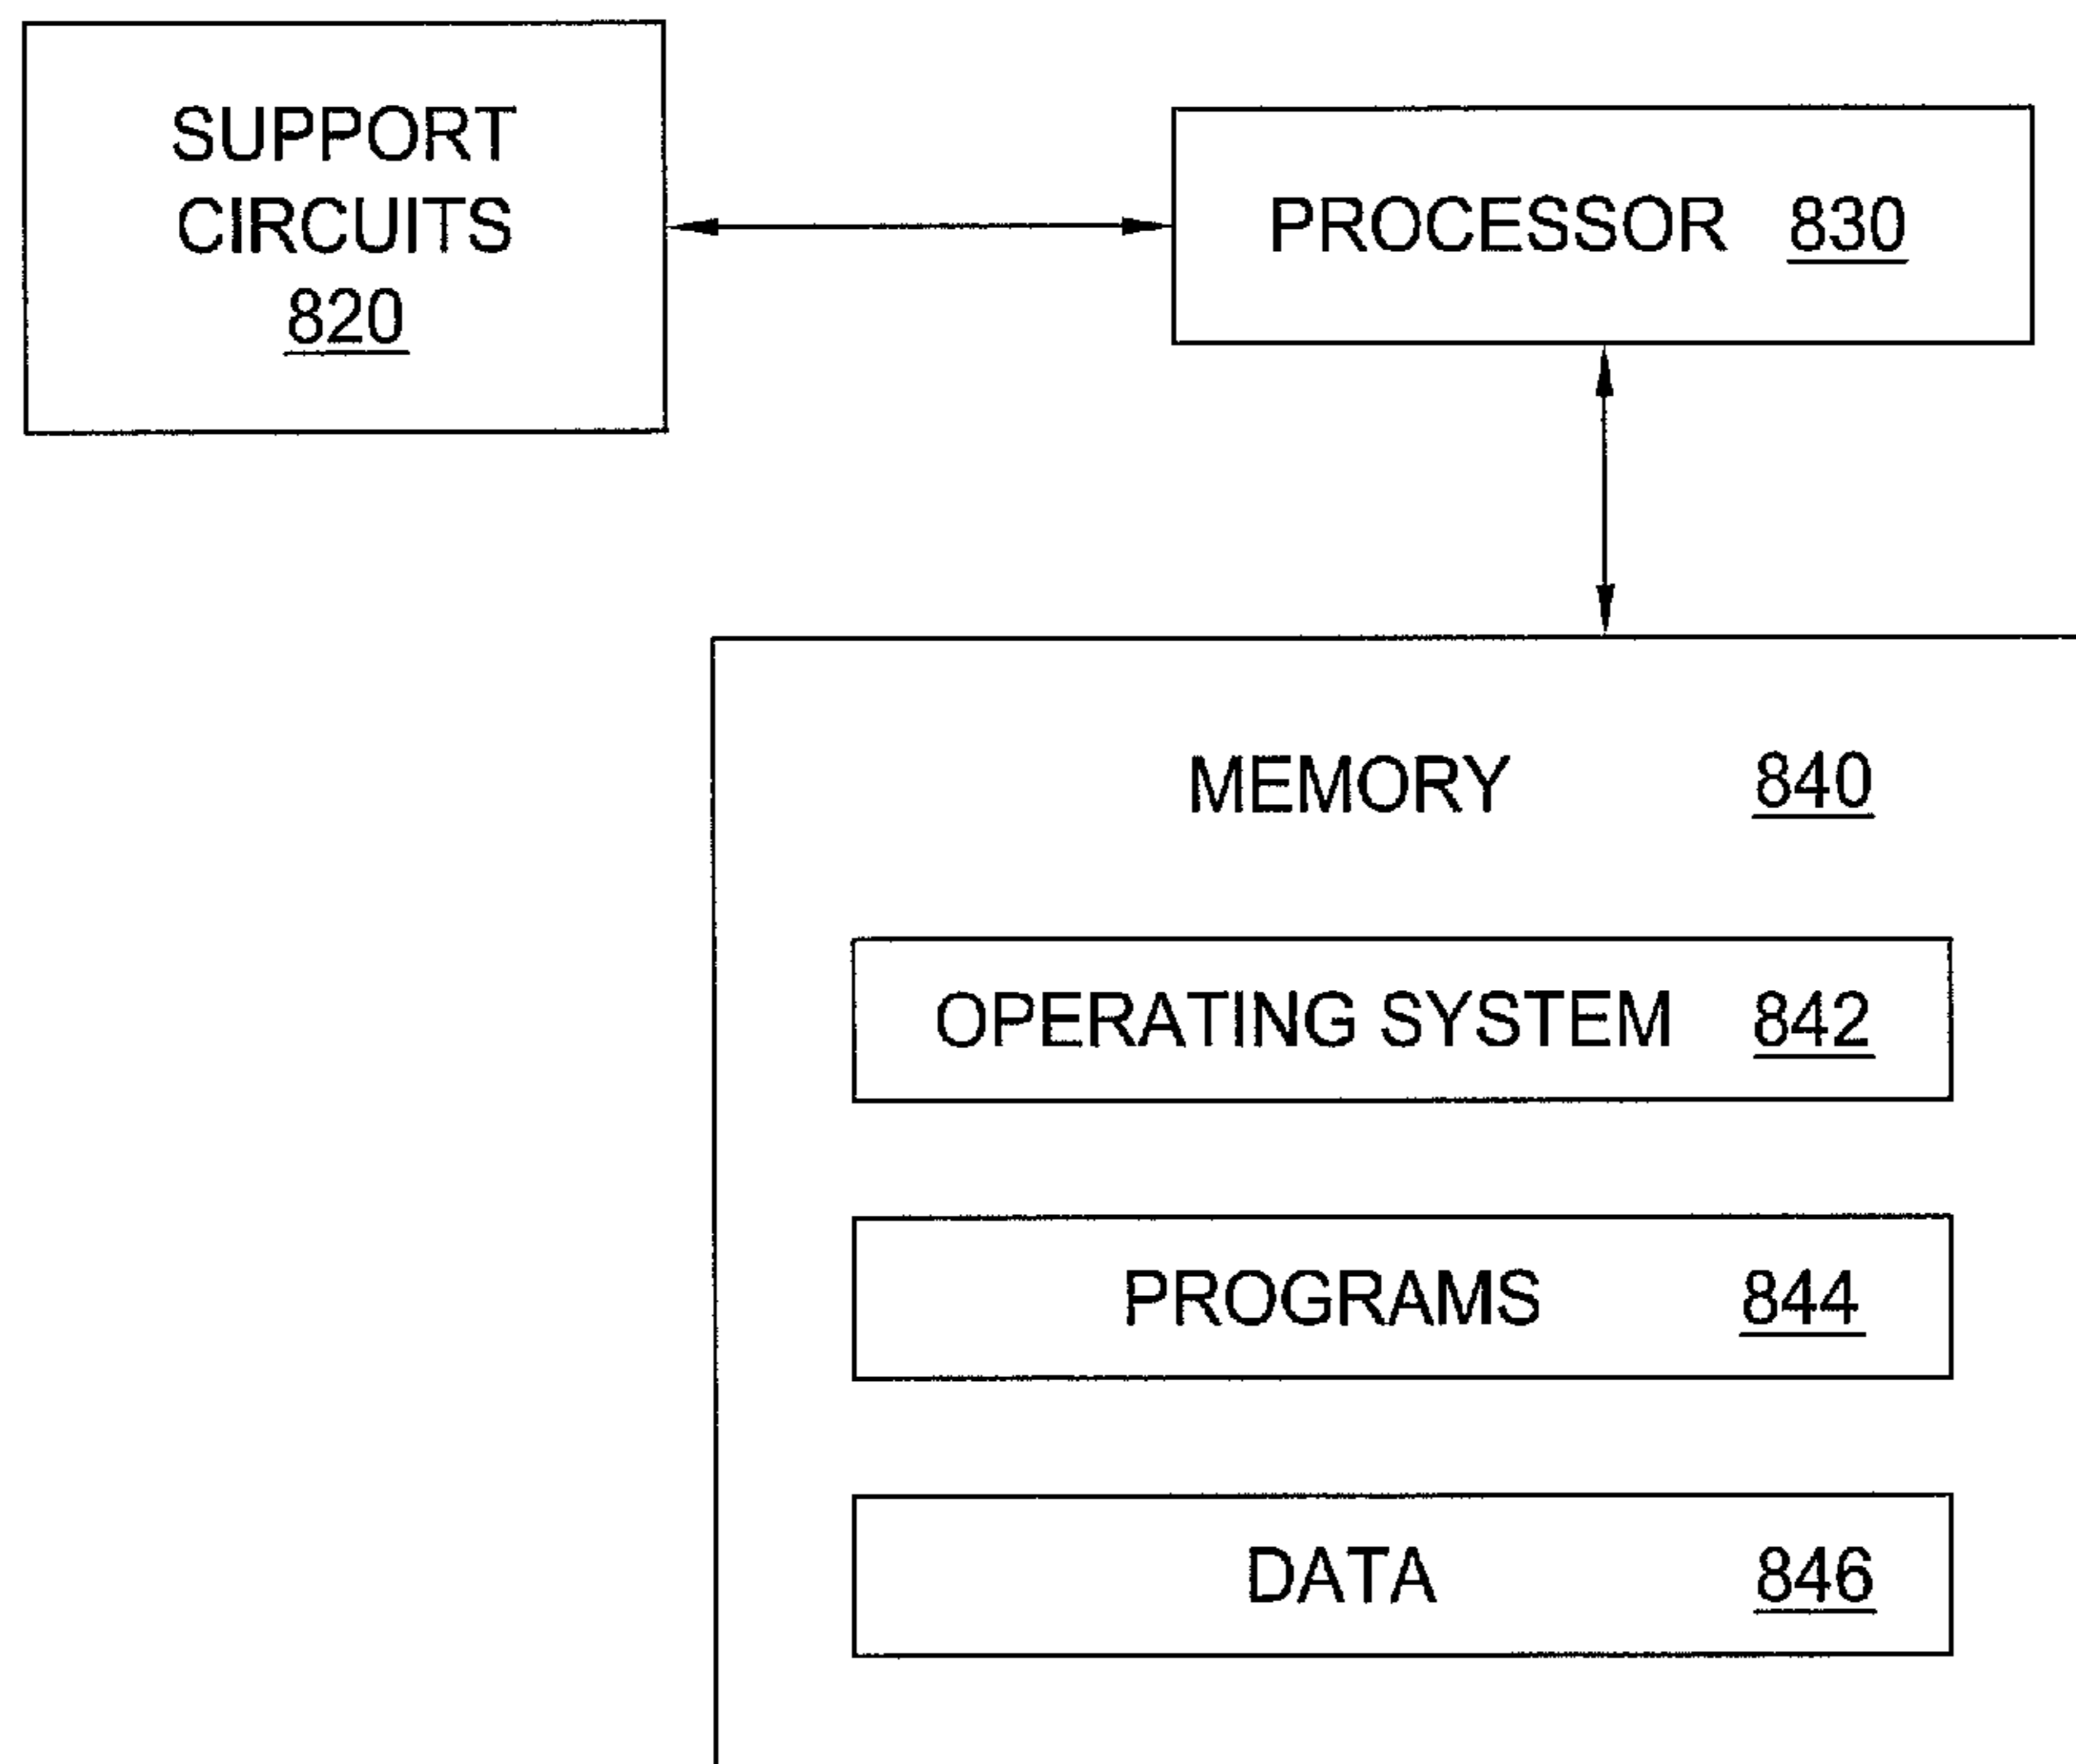 SUPPORT
CIRCUITS
820
PROCESSOR 830
MEMORY 840
OPERATING SYSTEM 842
PROGRAMS 844
DATA 846